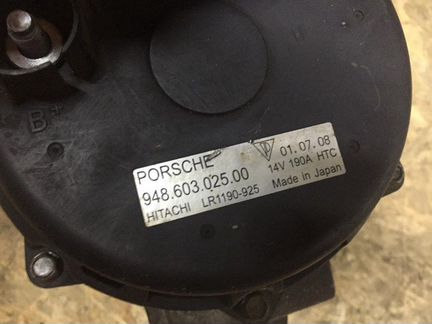 B+
PORSCHE 01.07.08
948.603.025.00 14V 190A HTC
HITACHI LR1190-925 Made in Japan